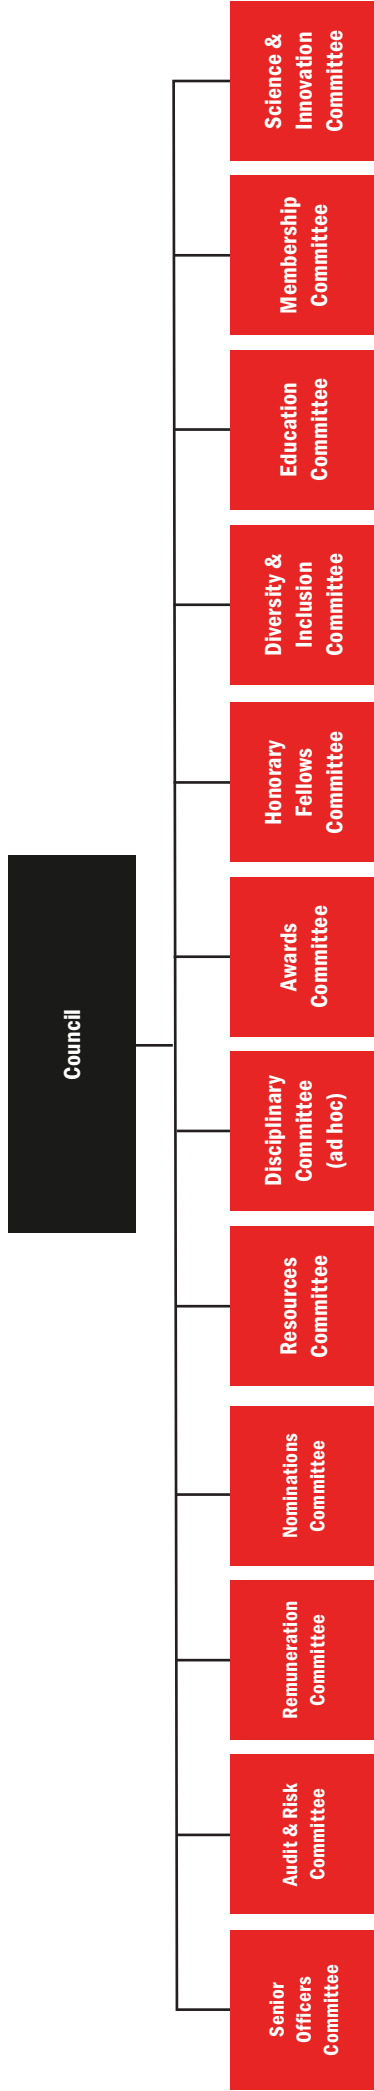 Council
Senior
Officers
Committee
Audit & Risk
Committee
Remuneration
Committee
Nominations
Committee
Resources
Committee
Disciplinary
Committee
(ad hoc)
Awards
Committee
Honorary
Fellows
Committee
Diversity &
Inclusion
Committee
Education
Committee
Membership
Committee
Science &
Innovation
Committee